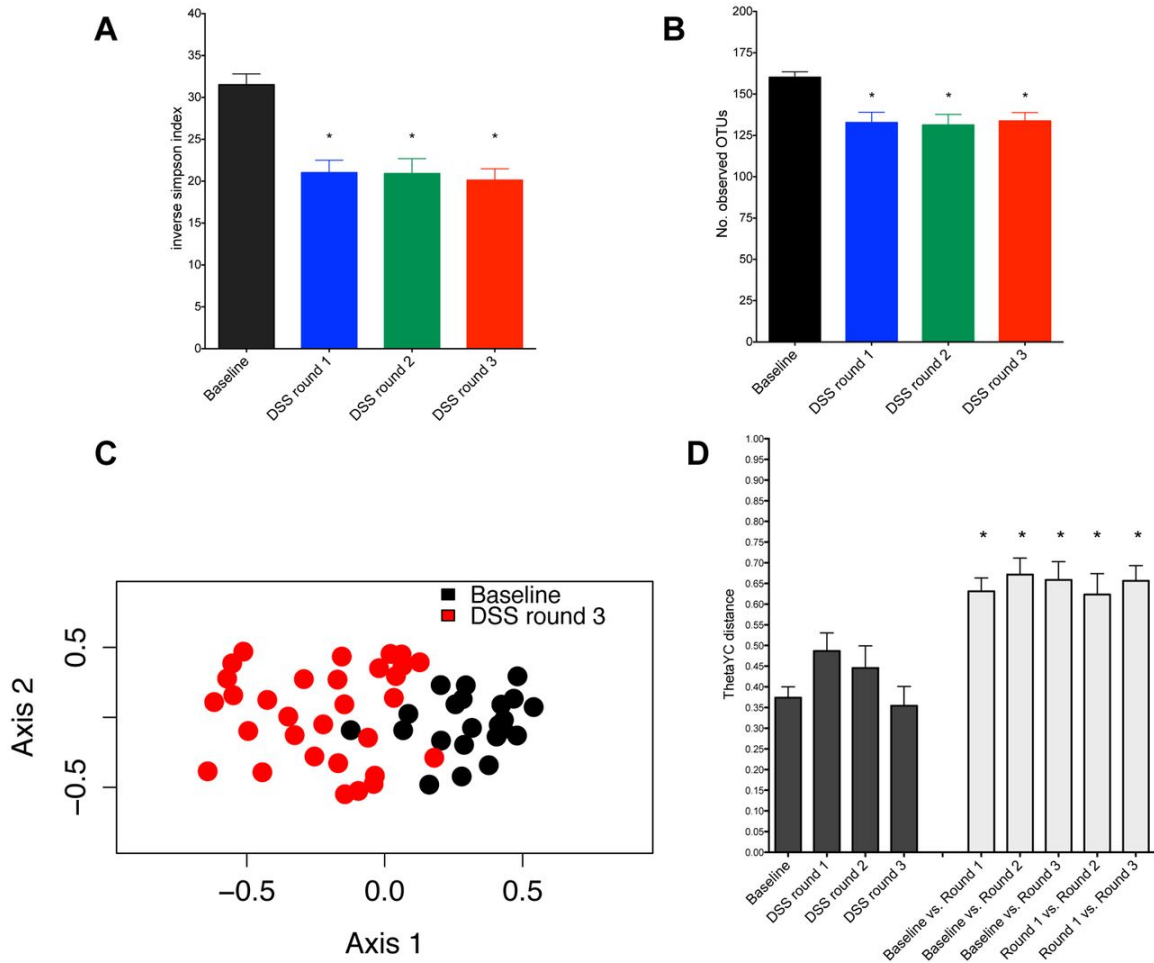 A
inverse simpson index
40
35
30
25
20
15
10
5
0
*
*
*
Baseline
DSS round 1
DSS round 2
DSS round 3
B
No. observed OTUs
200
175
150
125
100
75
50
25
0
*
*
*
Baseline
DSS round 1
DSS round 2
DSS round 3
C
Baseline
DSS round 3
Axis 2
0.5
−0.5
−0.5
0.0
0.5
Axis 1
D
ThetaYC distance
1.00
0.95
0.90
0.85
0.80
0.75
0.70
0.65
0.60
0.55
0.50
0.45
0.40
0.35
0.30
0.25
0.20
0.15
0.10
0.05
0.00
*
*
*
*
*
Baseline
DSS round 1
DSS round 2
DSS round 3
Baseline vs. Round 1
Baseline vs. Round 2
Baseline vs. Round 3
Round 1 vs. Round 2
Round 1 vs. Round 3